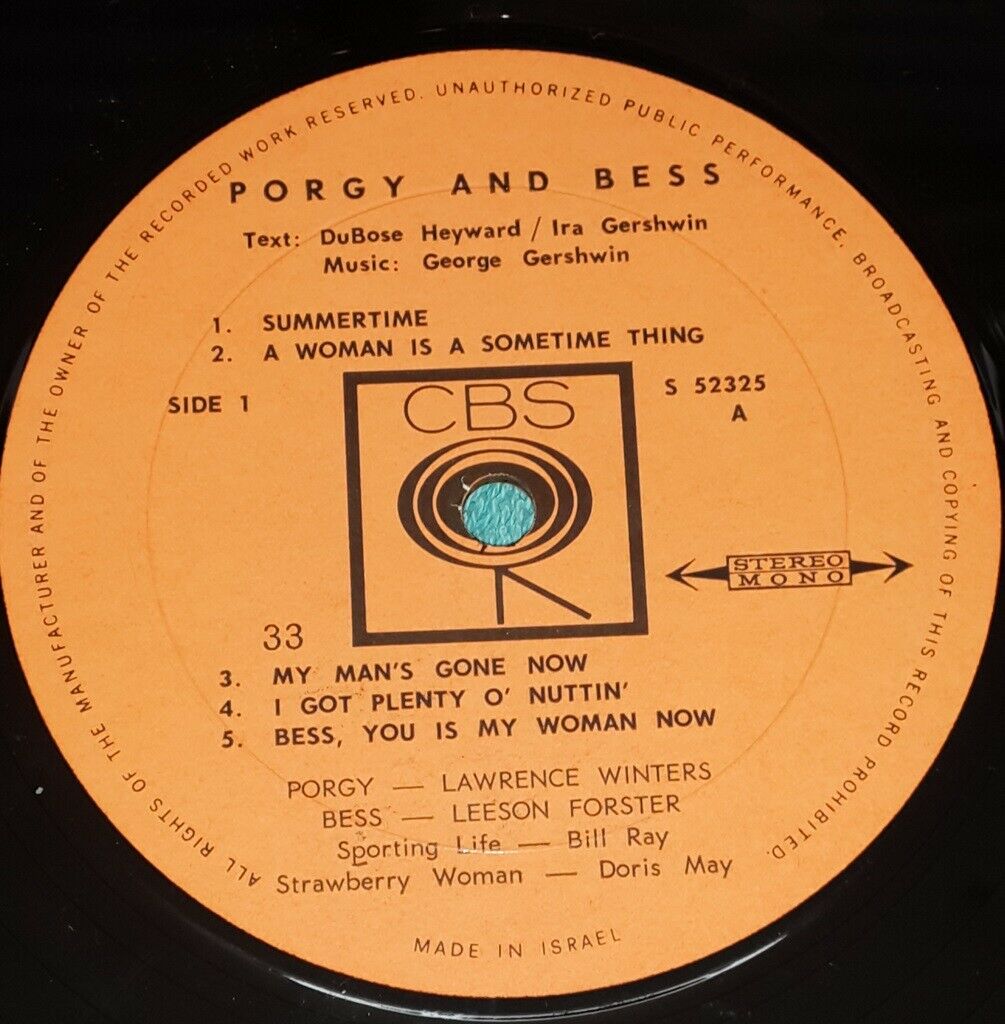 ALL RIGHTS OF THE MANUFACTURER AND OF THE OWNER OF THE RECORDED WORK RESERVED. UNAUTHORIZED PUBLIC PERFORMANCE, BROADCASTING AND COPYING OF THIS RECORD PROHIBITED.
PORGY AND BESS
Text: DuBose Heyward / Ira Gershwin
Music: George Gershwin
1. SUMMERTIME
2. A WOMAN IS A SOMETIME THING
SIDE 1
CBS
S 52325
A
STEREO
MONO
33
3. MY MAN'S GONE NOW
4. I GOT PLENTY O' NUTTIN'
5. BESS, YOU IS MY WOMAN NOW
PORGY — LAWRENCE WINTERS
BESS — LEESON FORSTER
Sporting Life — Bill Ray
Strawberry Woman — Doris May
MADE IN ISRAEL